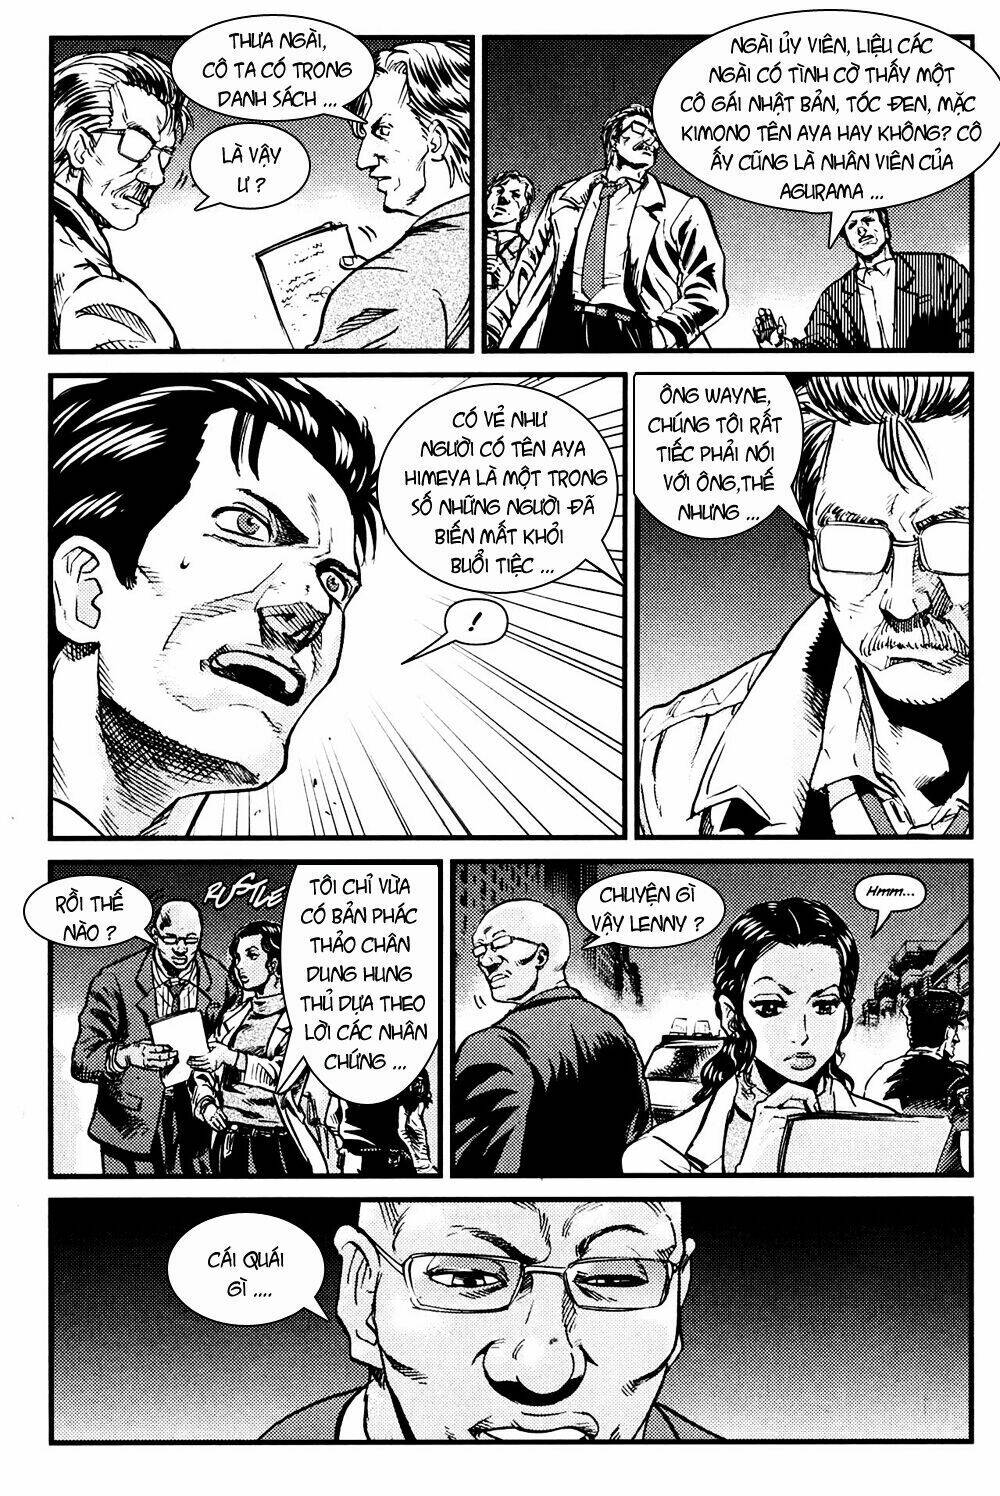 THƯA NGÀI,
CÔ TA CÓ TRONG
DANH SÁCH ...
LÀ VẬY
Ư ?
NGÀI ỦY VIÊN, LIỆU CÁC
NGÀI CÓ TÌNH CỜ THẤY MỘT
CÔ GÁI NHẬT BẢN, TÓC ĐEN, MẶC
KIMONO TÊN AYA HAY KHÔNG? CÔ
ẤY CŨNG LÀ NHÂN VIÊN CỦA
AGURAMA ...
CÓ VẺ NHƯ
NGƯỜI CÓ TÊN AYA
HIMEYA LÀ MỘT TRONG
SỐ NHỮNG NGƯỜI ĐÃ
BIẾN MẤT KHỎI
BUỔI TIỆC ...
!
ÔNG WAYNE,
CHÚNG TÔI RẤT
TIẾC PHẢI NÓI
VỚI ÔNG,THẾ
NHƯNG ...
RỒI THẾ
NÀO ?
RUSTLE
TÔI CHỈ VỪA
CÓ BẢN PHÁC
THẢO CHÂN
DUNG HUNG
THỦ DỰA THEO
LỜI CÁC NHÂN
CHỨNG ...
CHUYỆN GÌ
VẬY LENNY ?
Hmm...
CÁI QUÁI
GÌ ....